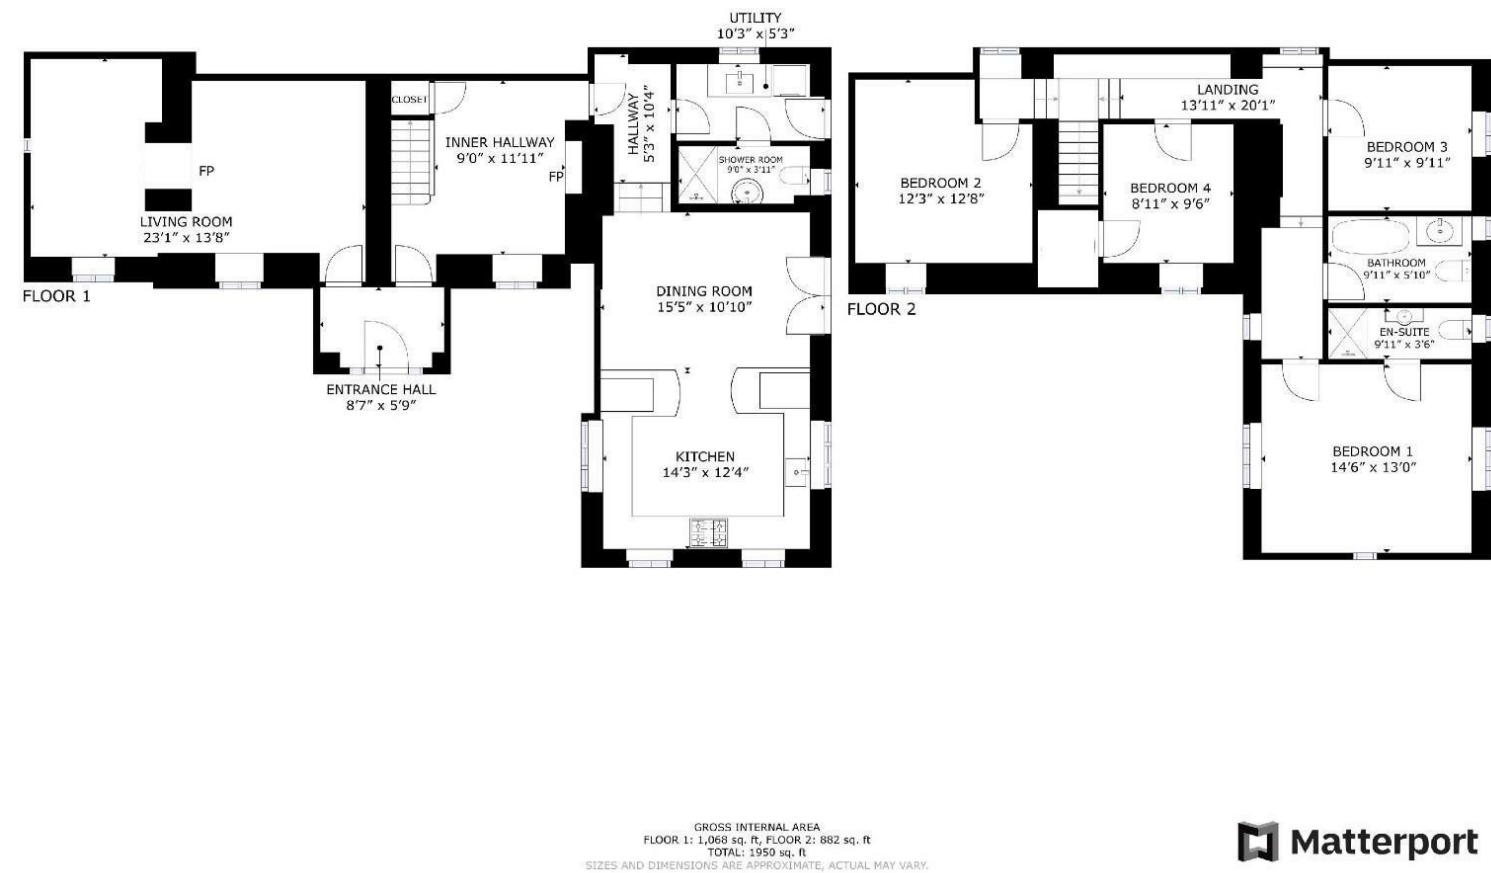 UTILITY
10'3" x 5'3"
CLOSET
INNER HALLWAY
9'0" x 11'11"
FP
HALLWAY
5'3" x 10'4"
SHOWER ROOM
9'0" x 3'11"
FP
LIVING ROOM
23'1" x 13'8"
FLOOR 1
ENTRANCE HALL
8'7" x 5'9"
DINING ROOM
15'5" x 10'10"
KITCHEN
14'3" x 12'4"
LANDING
13'11" x 20'1"
BEDROOM 3
9'11" x 9'11"
BEDROOM 2
12'3" x 12'8"
BEDROOM 4
8'11" x 9'6"
BATHROOM
9'11" x 5'10"
FLOOR 2
EN-SUITE
9'11" x 3'6"
BEDROOM 1
14'6" x 13'0"
GROSS INTERNAL AREA
FLOOR 1: 1,068 sq. ft, FLOOR 2: 882 sq. ft
TOTAL: 1950 sq. ft
SIZES AND DIMENSIONS ARE APPROXIMATE, ACTUAL MAY VARY.
Matterport